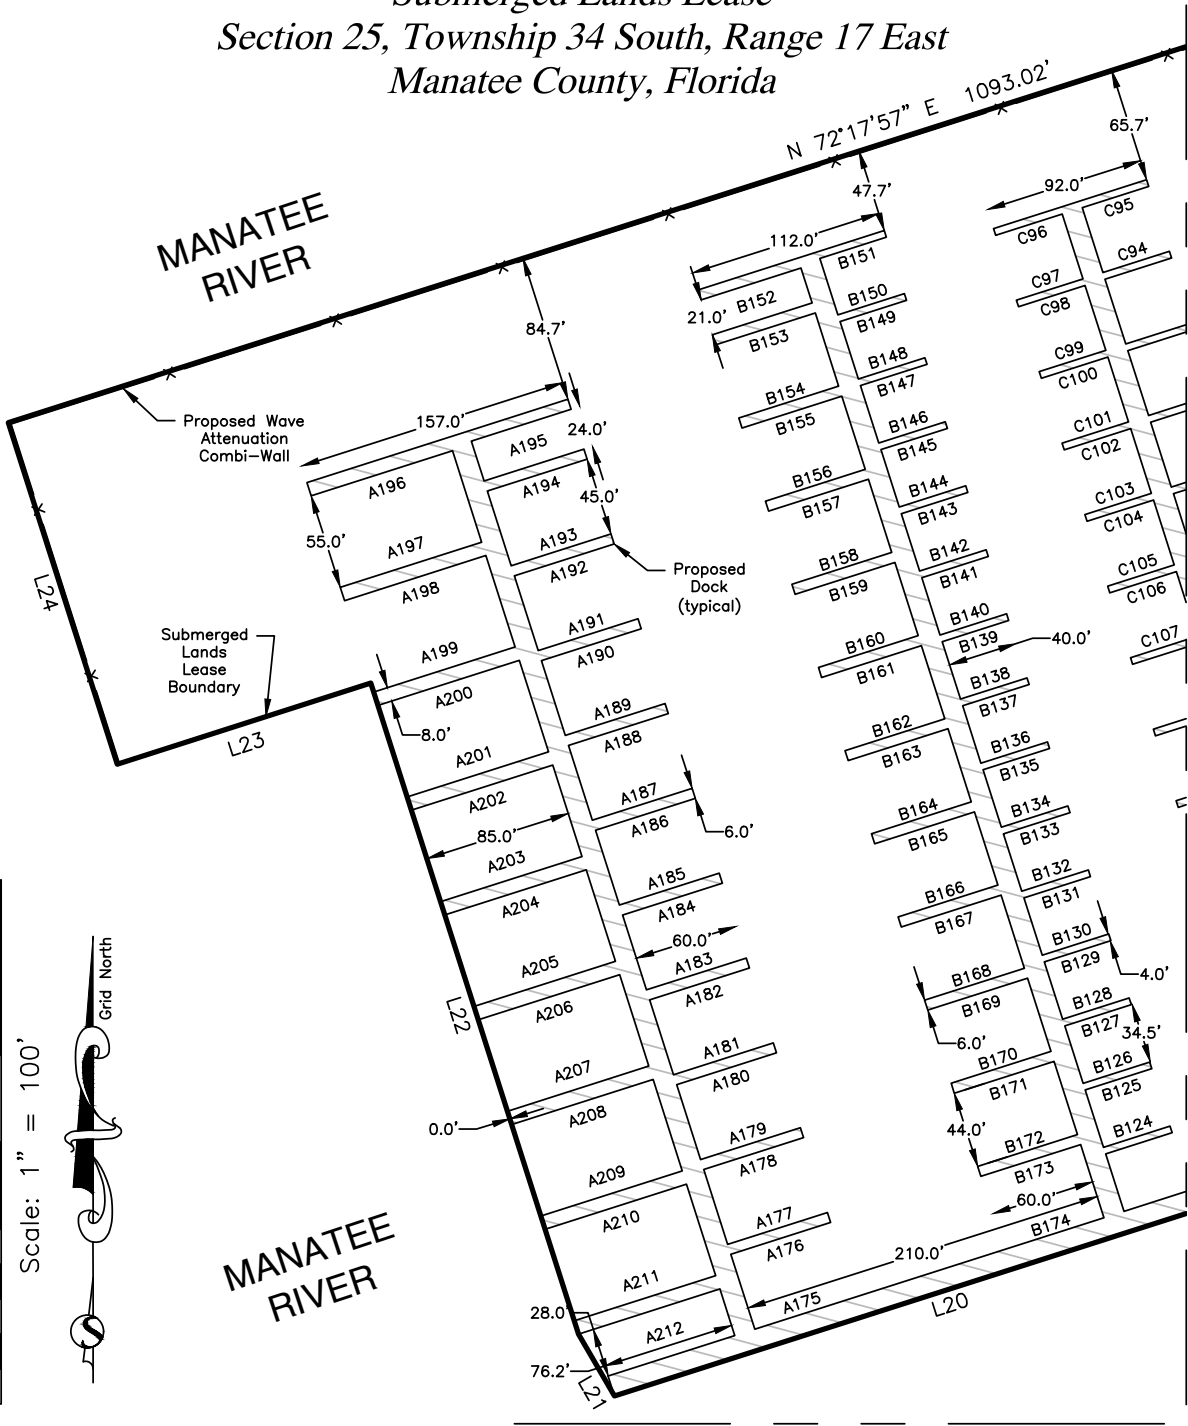 Submerged Lands Lease
Section 25, Township 34 South, Range 17 East
Manatee County, Florida
N 72°17'57" E 1093.02'
65.7'
47.7'
92.0'
C95
C96
MANATEE
RIVER
112.0'
B151
C94
B152
B150
C97
C98
84.7'
21.0'
B153
B149
B148
C99
C100
Proposed Wave
Attenuation
Combi-Wall
157.0'
24.0'
B154
B155
B147
B146
C101
C102
A195
A196
A194
45.0'
B145
B156
B157
B144
B143
C103
C104
55.0'
A197
A193
A192
A198
Proposed
Dock
(typical)
B158
B159
B142
B141
C105
C106
L24
Submerged
Lands
Lease
Boundary
A191
A190
B140
B139
40.0'
C107
A199
A200
B160
B161
B138
B137
A189
A188
8.0'
L23
B162
B163
B136
B135
A201
A202
A187
A186
6.0'
B164
B165
B134
B133
85.0'
A203
A204
A185
A184
B132
B131
B166
B167
60.0'
B130
B129
A205
A206
A183
A182
B168
B169
4.0'
L22
B128
B127
34.5'
6.0'
A181
A180
B170
B171
B126
B125
A207
A208
0.0'
44.0'
B124
A179
A178
B172
B173
A209
A210
60.0'
B174
A177
A176
210.0'
A211
28.0'
A175
L20
A212
76.2'
L21
MANATEE
RIVER
Grid North
Scale: 1" = 100'
S